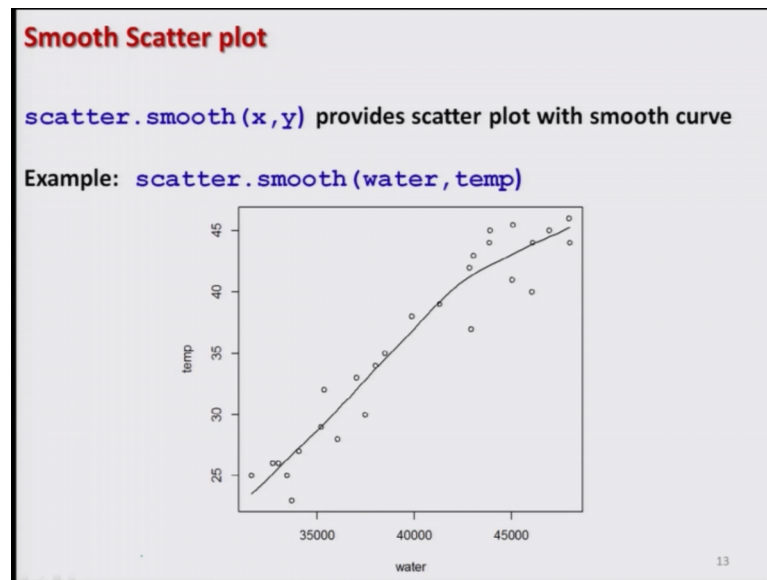 Smooth Scatter plot
scatter.smooth(x,y) provides scatter plot with smooth curve
Example: scatter.smooth(water,temp)
45
40
35
30
25
temp
35000 40000 45000
water
13